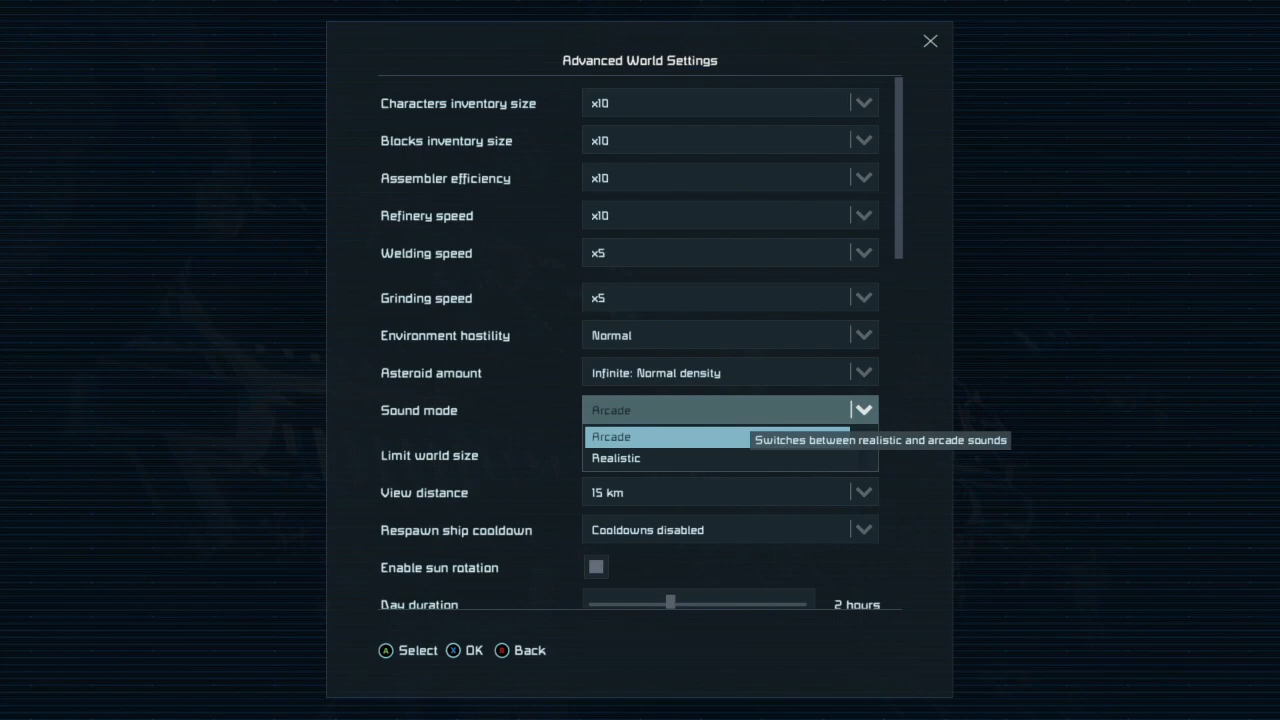 Advanced World Settings
Characters inventory size x10
Blocks inventory size x10
Assembler efficiency x10
Refinery speed x10
Welding speed x5
Grinding speed x5
Environment hostility Normal
Asteroid amount Infinite: Normal density
Sound mode Arcade
Arcade
Switches between realistic and arcade sounds
Realistic
Limit world size
View distance 15 km
Respawn ship cooldown Cooldowns disabled
Enable sun rotation
Day duration 2 hours
A Select X OK B Back